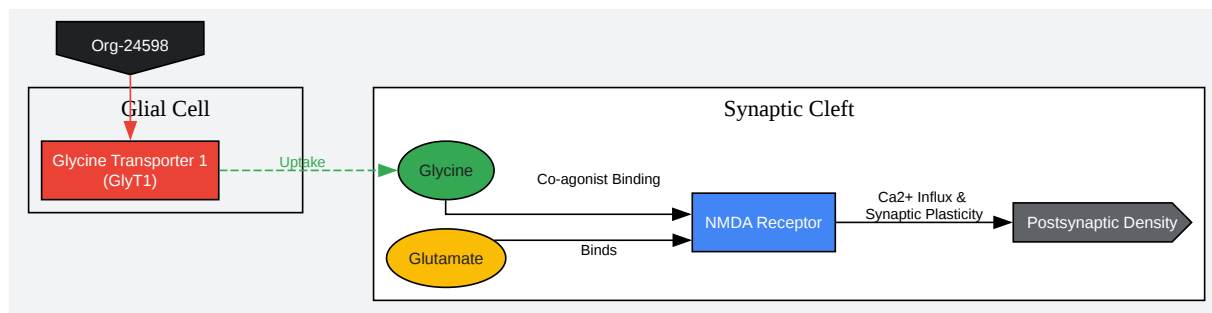 Org-24598
Glial Cell
Synaptic Cleft
Glycine Transporter 1
(GlyT1)
Uptake
Glycine
Co-agonist Binding
Glutamate
Binds
NMDA Receptor
Ca2+ Influx &
Synaptic Plasticity
Postsynaptic Density